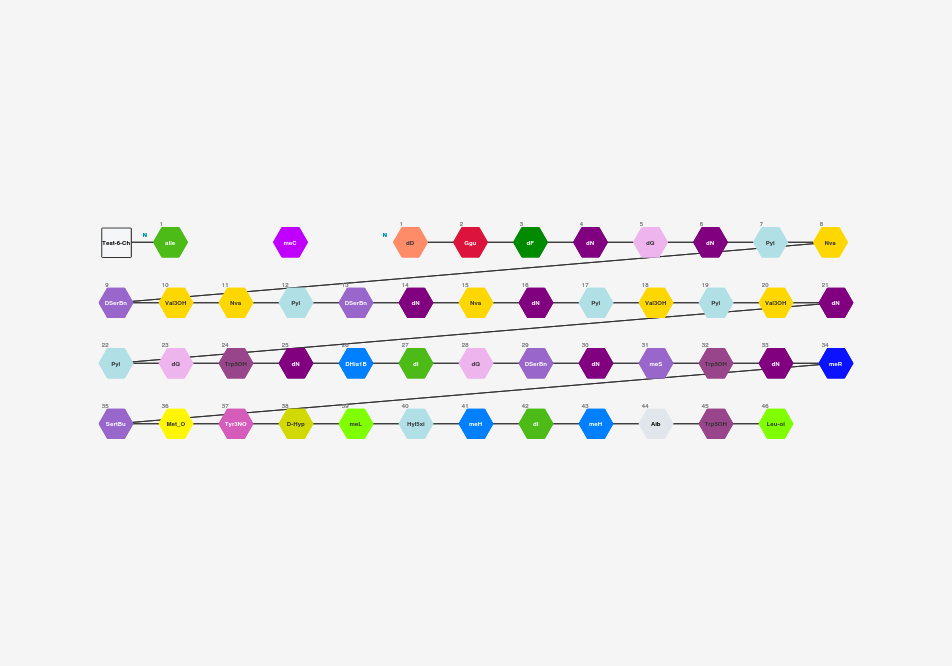 N 1 N 1 2 3 4 5 6 7 8
Test-6-Ch aIle meC dD Ggu dF dN dQ dN Pyl Nva
9 10 11 12 13 14 15 16 17 18 19 20 21
DSerBn Val3OH Nva Pyl DSerBn dN Nva dN Pyl Val3OH Pyl Val3OH dN
22 23 24 25 26 27 28 29 30 31 32 33 34
Pyl dQ Trp5OH dN DHis1B dI dQ DSerBn dN meS Trp5OH dN meR
35 36 37 38 39 40 41 42 43 44 45 46
SertBu Met_O Tyr3NO D-Hyp meL Hyl5xi meH dI meH Aib Trp5OH Leu-ol